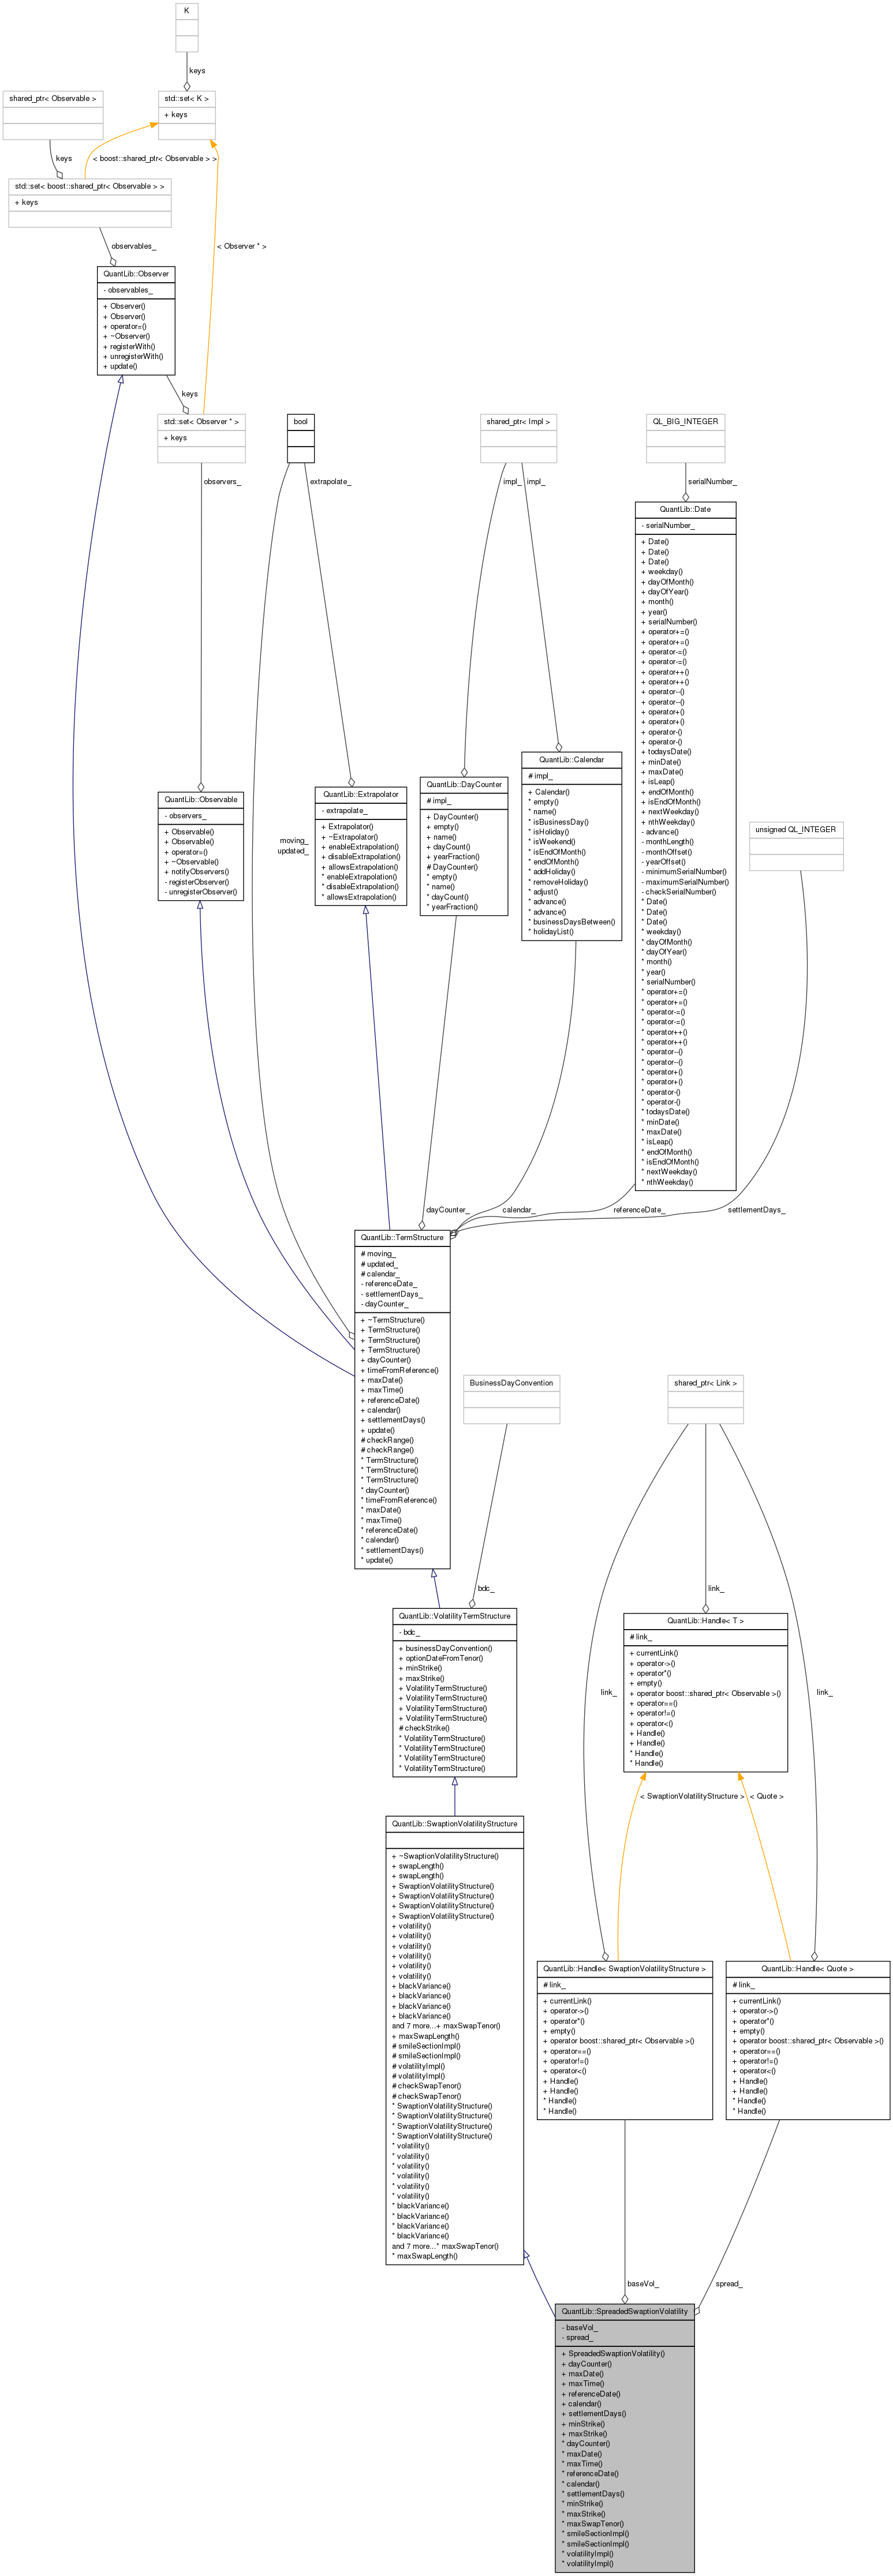 K
keys
shared_ptr< Observable >
std::set< K >
+ keys
keys
< boost::shared_ptr< Observable > >
std::set< boost::shared_ptr< Observable > >
+ keys
observables_
< Observer * >
QuantLib::Observer
- observables_
+ Observer()
+ Observer()
+ operator=()
+ ~Observer()
+ registerWith()
+ unregisterWith()
+ update()
keys
std::set< Observer * >
+ keys
bool
shared_ptr< Impl >
QL_BIG_INTEGER
observers_
extrapolate_
impl_
impl_
serialNumber_
QuantLib::Date
- serialNumber_
+ Date()
+ Date()
+ Date()
+ weekday()
+ dayOfMonth()
+ dayOfYear()
+ month()
+ year()
+ serialNumber()
+ operator+=()
+ operator+=()
+ operator-=()
+ operator-=()
+ operator++()
+ operator++()
+ operator--()
+ operator--()
+ operator+()
+ operator+()
+ operator-()
+ operator-()
+ todaysDate()
+ minDate()
+ maxDate()
+ isLeap()
+ endOfMonth()
+ isEndOfMonth()
+ nextWeekday()
+ nthWeekday()
- advance()
- monthLength()
- monthOffset()
- yearOffset()
- minimumSerialNumber()
- maximumSerialNumber()
- checkSerialNumber()
* Date()
* Date()
* Date()
* weekday()
* dayOfMonth()
* dayOfYear()
* month()
* year()
* serialNumber()
* operator+=()
* operator+=()
* operator-=()
* operator-=()
* operator++()
* operator++()
* operator--()
* operator--()
* operator+()
* operator+()
* operator-()
* operator-()
* todaysDate()
* minDate()
* maxDate()
* isLeap()
* endOfMonth()
* isEndOfMonth()
* nextWeekday()
* nthWeekday()
QuantLib::Calendar
# impl_
+ Calendar()
* empty()
* name()
* isBusinessDay()
* isHoliday()
* isWeekend()
* isEndOfMonth()
* endOfMonth()
* addHoliday()
* removeHoliday()
* adjust()
* advance()
* advance()
* businessDaysBetween()
* holidayList()
QuantLib::DayCounter
# impl_
+ DayCounter()
+ empty()
+ name()
+ dayCount()
+ yearFraction()
# DayCounter()
* empty()
* name()
* dayCount()
* yearFraction()
QuantLib::Extrapolator
- extrapolate_
+ Extrapolator()
+ ~Extrapolator()
+ enableExtrapolation()
+ disableExtrapolation()
+ allowsExtrapolation()
* enableExtrapolation()
* disableExtrapolation()
* allowsExtrapolation()
QuantLib::Observable
- observers_
+ Observable()
+ Observable()
+ operator=()
+ ~Observable()
+ notifyObservers()
- registerObserver()
- unregisterObserver()
moving_
updated_
unsigned QL_INTEGER
dayCounter_
calendar_
referenceDate_
settlementDays_
QuantLib::TermStructure
# moving_
# updated_
# calendar_
- referenceDate_
- settlementDays_
- dayCounter_
+ ~TermStructure()
+ TermStructure()
+ TermStructure()
+ TermStructure()
+ dayCounter()
+ timeFromReference()
+ maxDate()
+ maxTime()
+ referenceDate()
+ calendar()
+ settlementDays()
+ update()
# checkRange()
# checkRange()
* TermStructure()
* TermStructure()
* TermStructure()
* dayCounter()
* timeFromReference()
* maxDate()
* maxTime()
* referenceDate()
* calendar()
* settlementDays()
* update()
BusinessDayConvention
shared_ptr< Link >
bdc_
link_
QuantLib::VolatilityTermStructure
- bdc_
+ businessDayConvention()
+ optionDateFromTenor()
+ minStrike()
+ maxStrike()
+ VolatilityTermStructure()
+ VolatilityTermStructure()
+ VolatilityTermStructure()
+ VolatilityTermStructure()
# checkStrike()
* VolatilityTermStructure()
* VolatilityTermStructure()
* VolatilityTermStructure()
* VolatilityTermStructure()
QuantLib::Handle< T >
# link_
+ currentLink()
+ operator->()
+ operator*()
+ empty()
+ operator boost::shared_ptr< Observable >()
+ operator==()
+ operator!=()
+ operator<()
+ Handle()
+ Handle()
* Handle()
* Handle()
link_
link_
< SwaptionVolatilityStructure >
< Quote >
QuantLib::SwaptionVolatilityStructure
+ ~SwaptionVolatilityStructure()
+ swapLength()
+ swapLength()
+ SwaptionVolatilityStructure()
+ SwaptionVolatilityStructure()
+ SwaptionVolatilityStructure()
+ SwaptionVolatilityStructure()
+ volatility()
+ volatility()
+ volatility()
+ volatility()
+ volatility()
+ volatility()
+ blackVariance()
+ blackVariance()
+ blackVariance()
+ blackVariance()
and 7 more...+ maxSwapTenor()
+ maxSwapLength()
# smileSectionImpl()
# smileSectionImpl()
# volatilityImpl()
# volatilityImpl()
# checkSwapTenor()
# checkSwapTenor()
* SwaptionVolatilityStructure()
* SwaptionVolatilityStructure()
* SwaptionVolatilityStructure()
* SwaptionVolatilityStructure()
* volatility()
* volatility()
* volatility()
* volatility()
* volatility()
* volatility()
* blackVariance()
* blackVariance()
* blackVariance()
* blackVariance()
and 7 more...* maxSwapTenor()
* maxSwapLength()
QuantLib::Handle< SwaptionVolatilityStructure >
# link_
+ currentLink()
+ operator->()
+ operator*()
+ empty()
+ operator boost::shared_ptr< Observable >()
+ operator==()
+ operator!=()
+ operator<()
+ Handle()
+ Handle()
* Handle()
* Handle()
QuantLib::Handle< Quote >
# link_
+ currentLink()
+ operator->()
+ operator*()
+ empty()
+ operator boost::shared_ptr< Observable >()
+ operator==()
+ operator!=()
+ operator<()
+ Handle()
+ Handle()
* Handle()
* Handle()
baseVol_
spread_
QuantLib::SpreadedSwaptionVolatility
- baseVol_
- spread_
+ SpreadedSwaptionVolatility()
+ dayCounter()
+ maxDate()
+ maxTime()
+ referenceDate()
+ calendar()
+ settlementDays()
+ minStrike()
+ maxStrike()
* dayCounter()
* maxDate()
* maxTime()
* referenceDate()
* calendar()
* settlementDays()
* minStrike()
* maxStrike()
* maxSwapTenor()
* smileSectionImpl()
* smileSectionImpl()
* volatilityImpl()
* volatilityImpl()